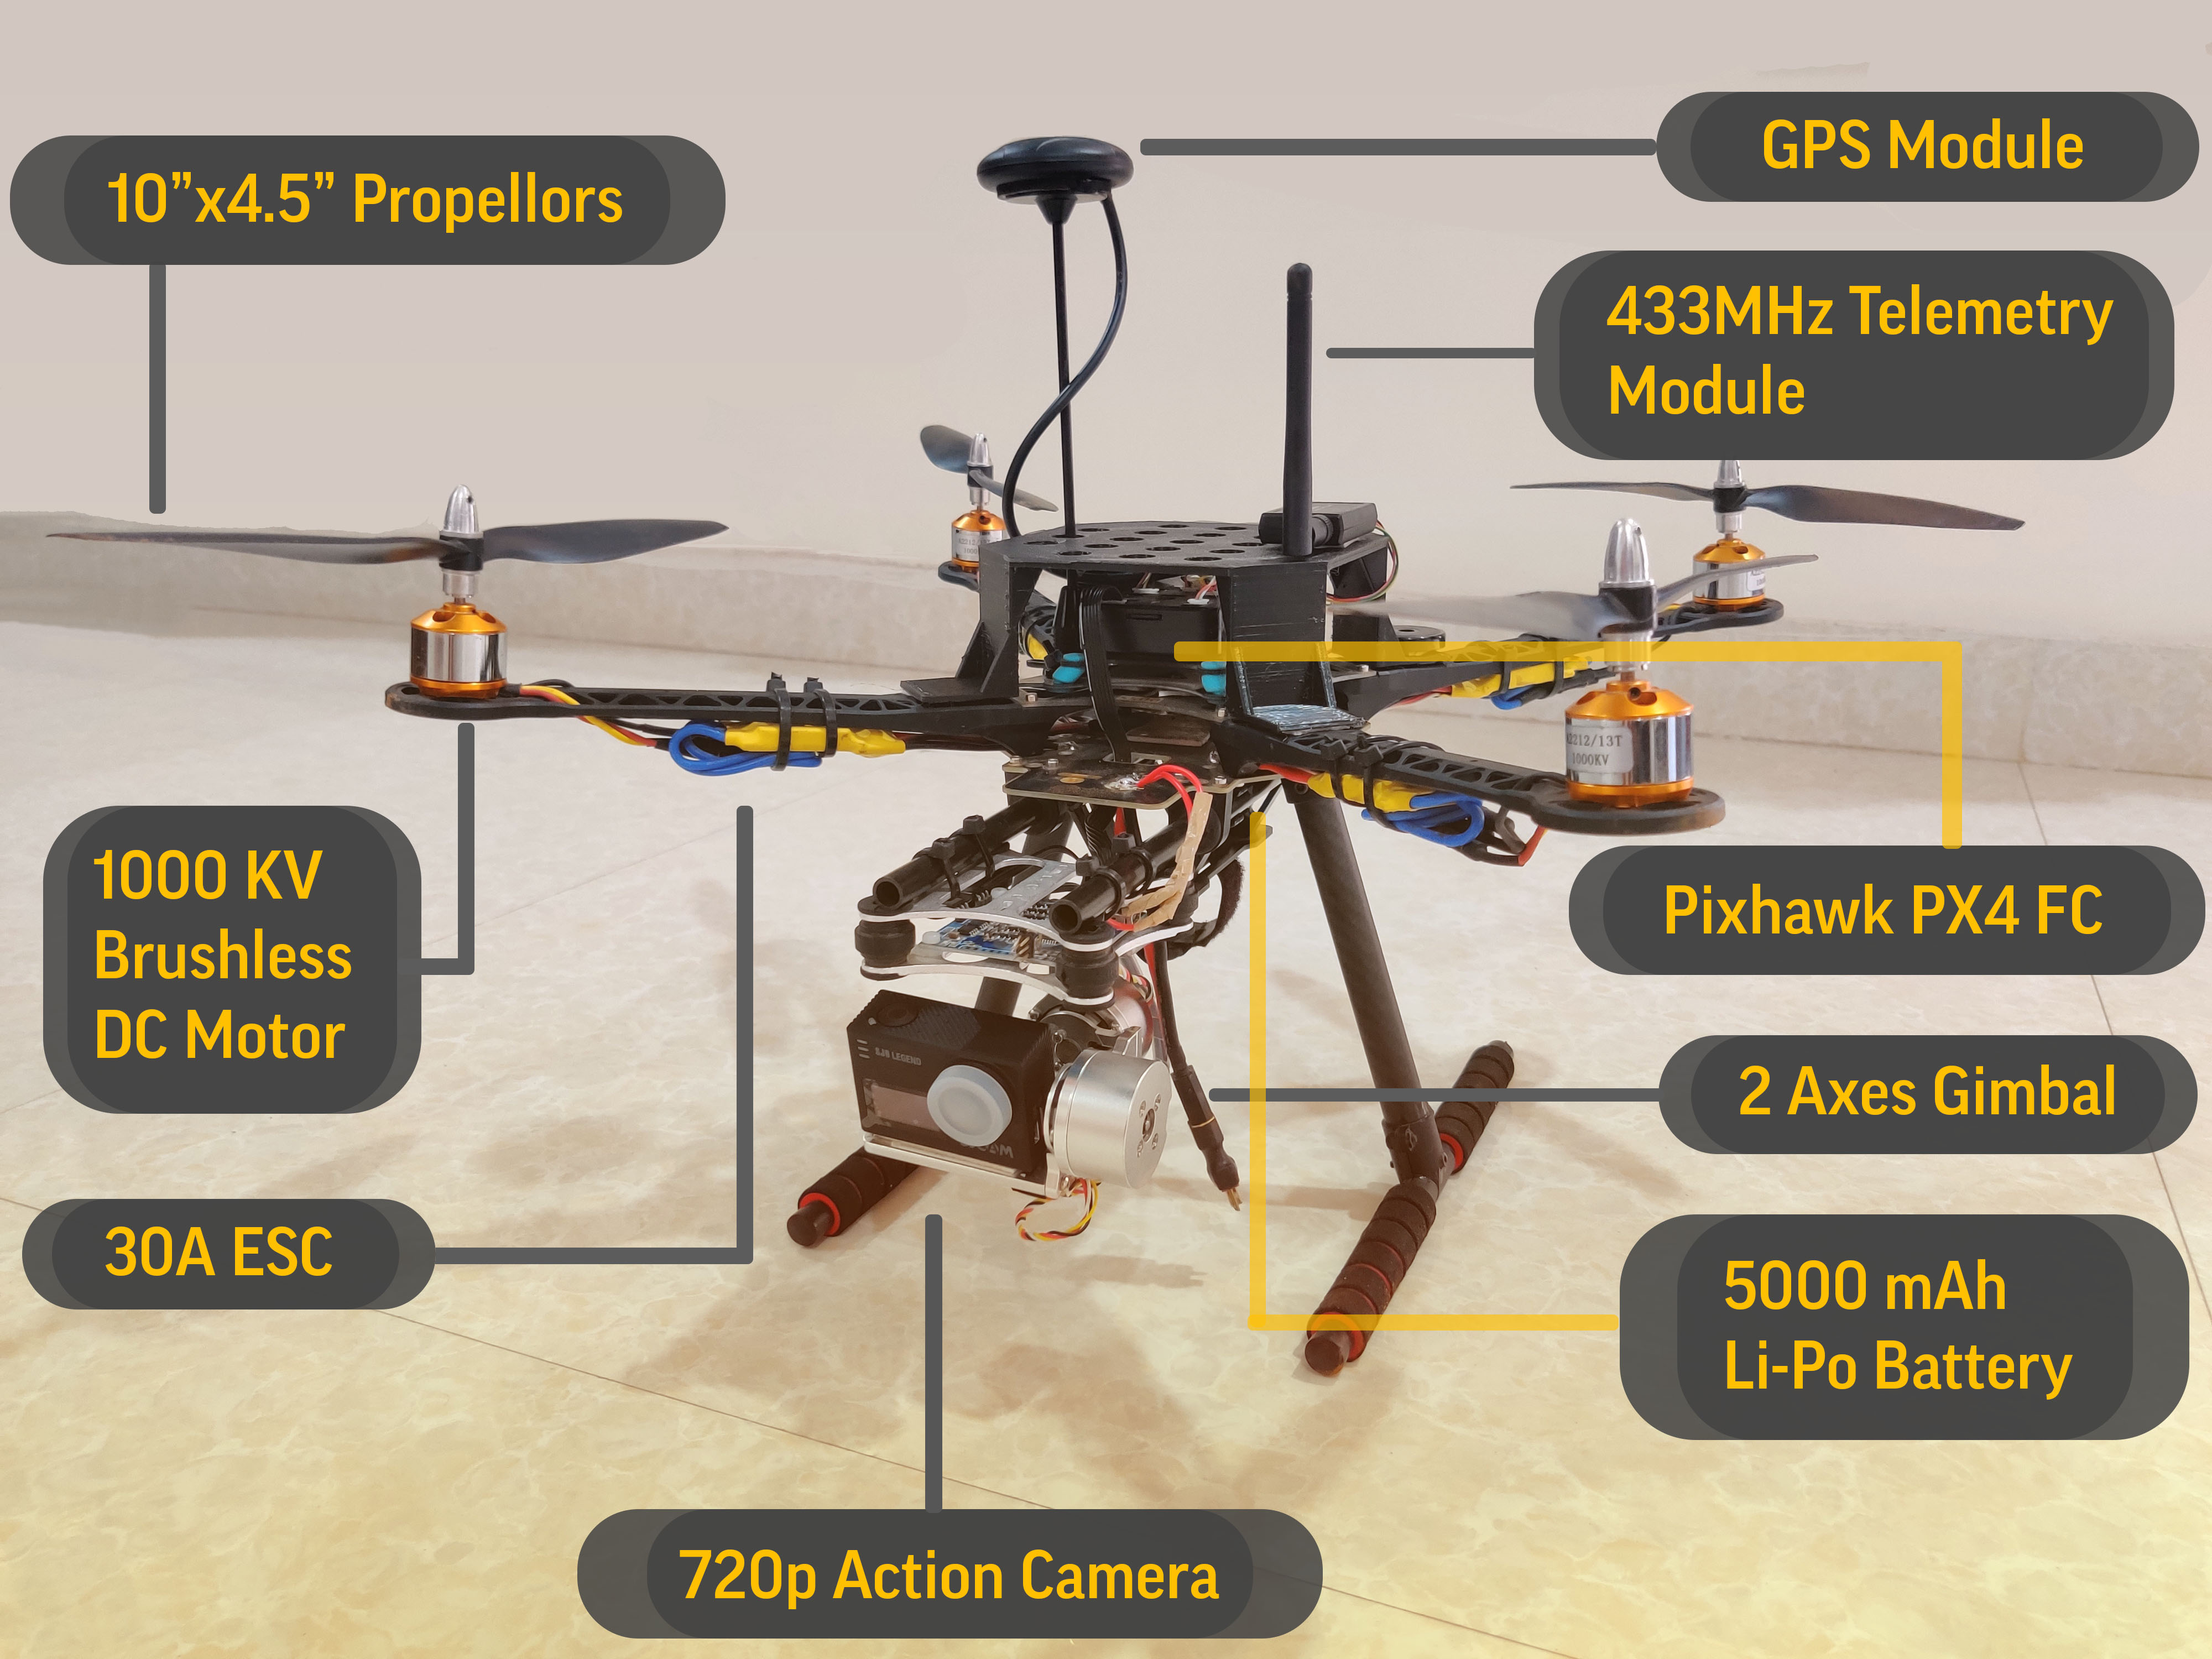 GPS Module
10”x4.5” Propellors
433MHz Telemetry
Module
2212/13T
1000KV
1000 KV
Brushless
DC Motor
Pixhawk PX4 FC
SJ8 LEGEND
2 Axes Gimbal
30A ESC
5000 mAh
Li-Po Battery
720p Action Camera